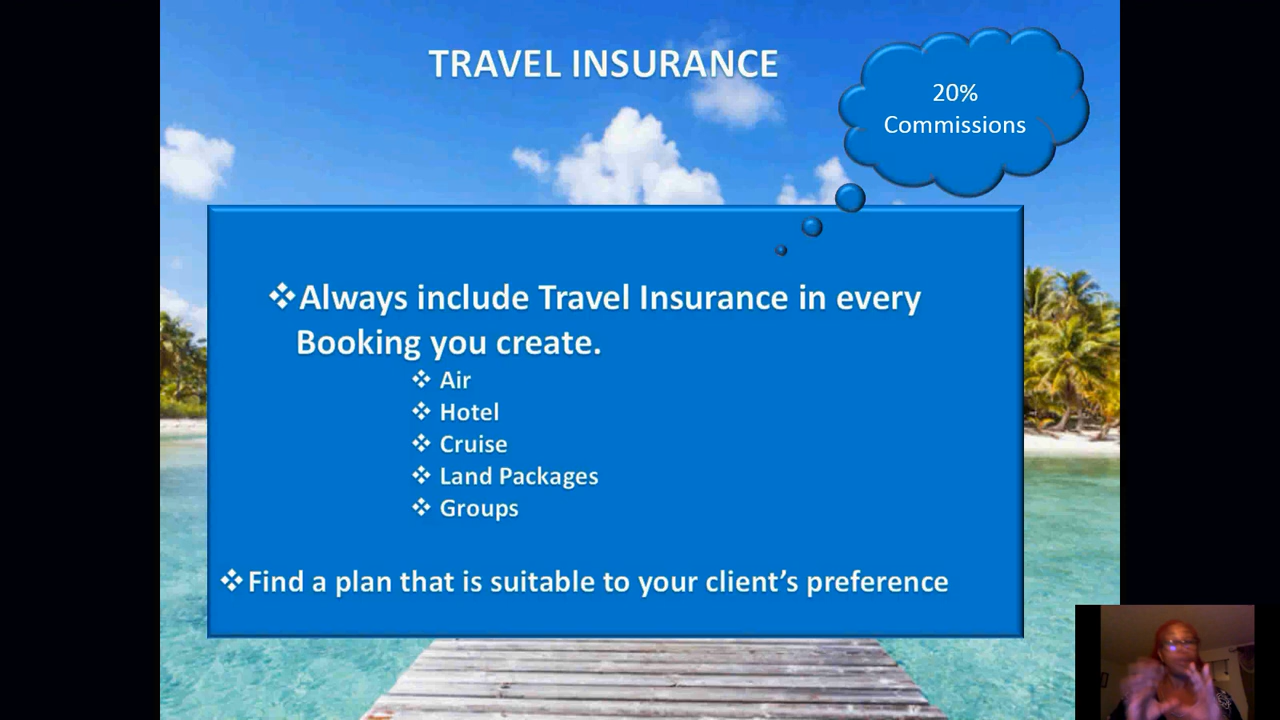 TRAVEL INSURANCE
20%
Commissions
❖Always include Travel Insurance in every
Booking you create.
❖ Air
❖ Hotel
❖ Cruise
❖ Land Packages
❖ Groups
❖Find a plan that is suitable to your client’s preference